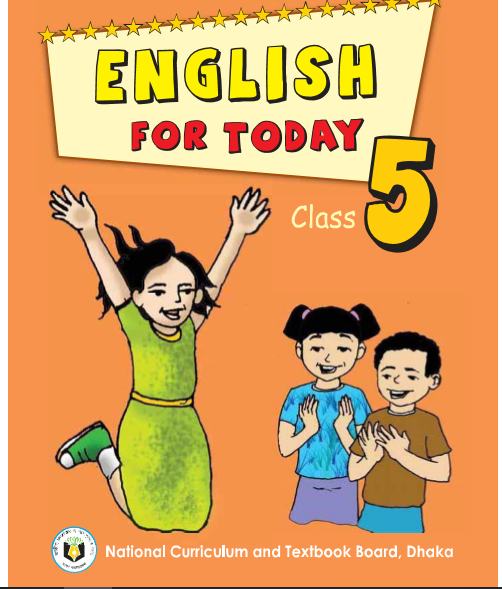 ENGLISH
FOR TODAY
Class 5
National Curriculum and Textbook Board, Dhaka